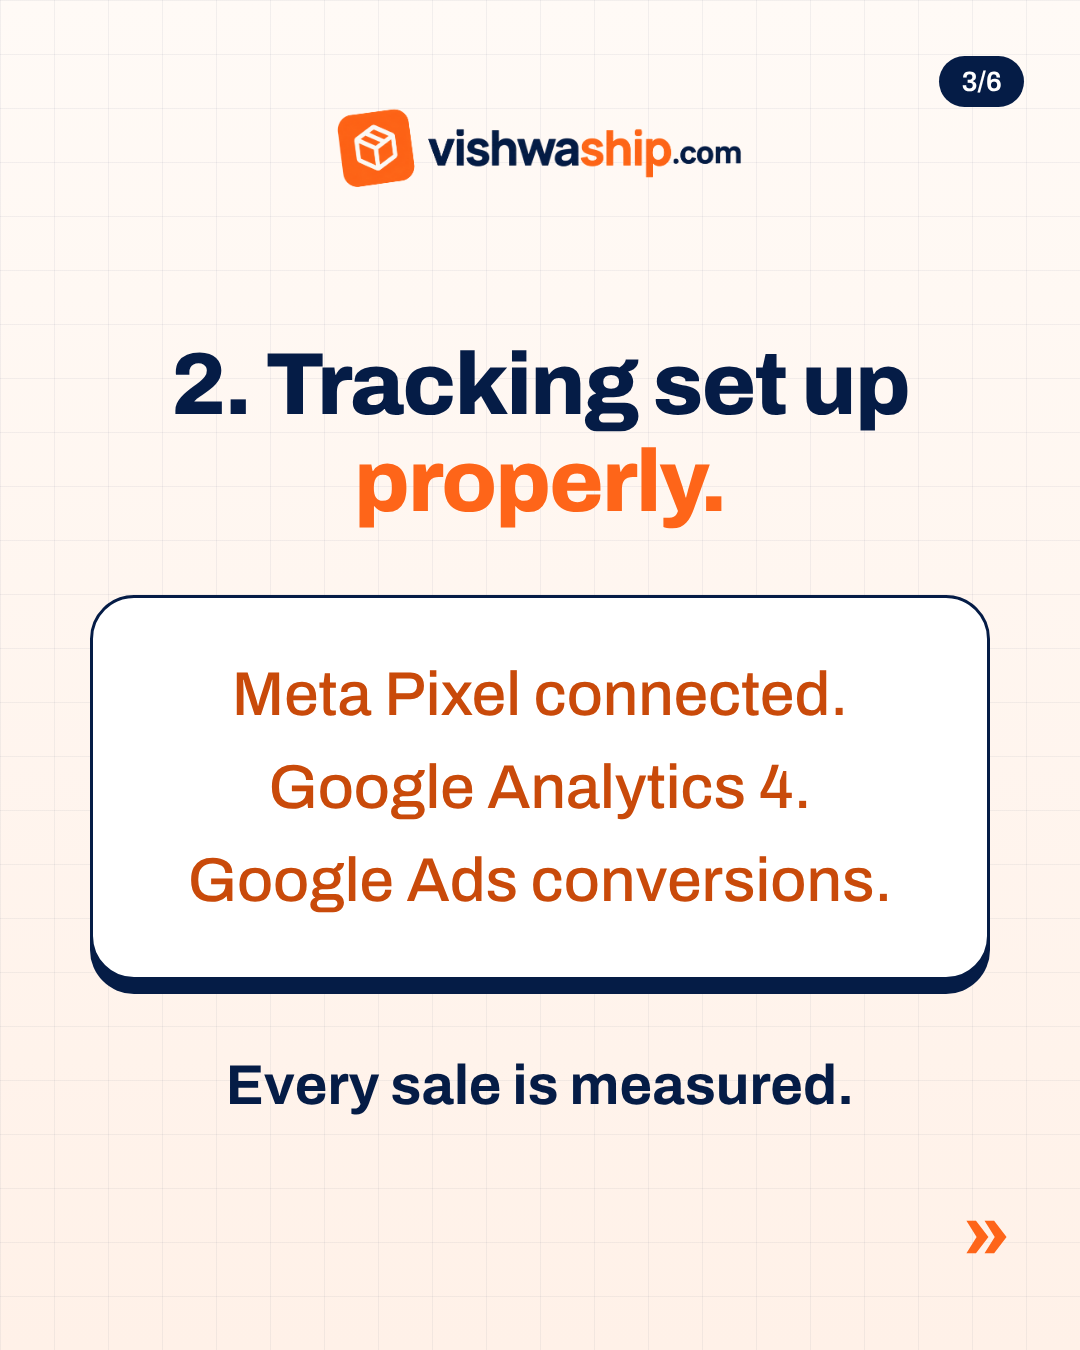 3/6
vishwaship.com
2. Tracking set up
properly.
Meta Pixel connected.
Google Analytics 4.
Google Ads conversions.
Every sale is measured.
»